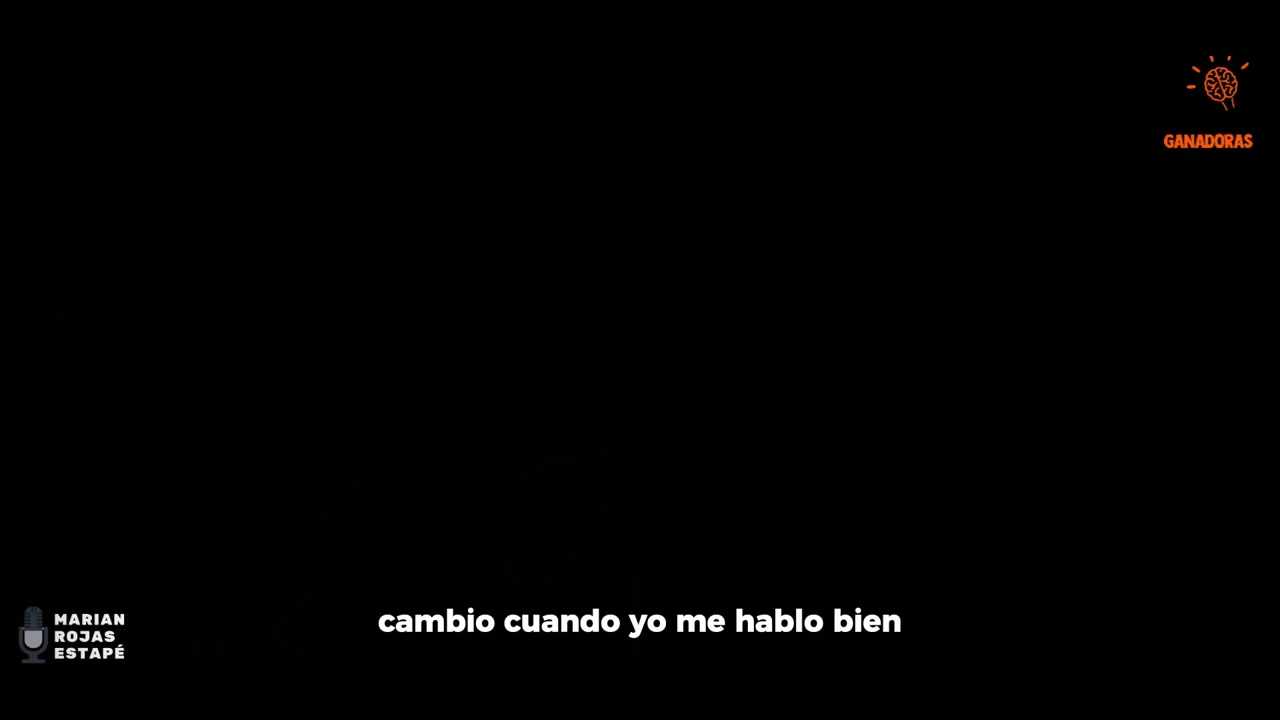 GANADORAS
MARIAN
ROJAS
ESTAPÉ
cambio cuando yo me hablo bien